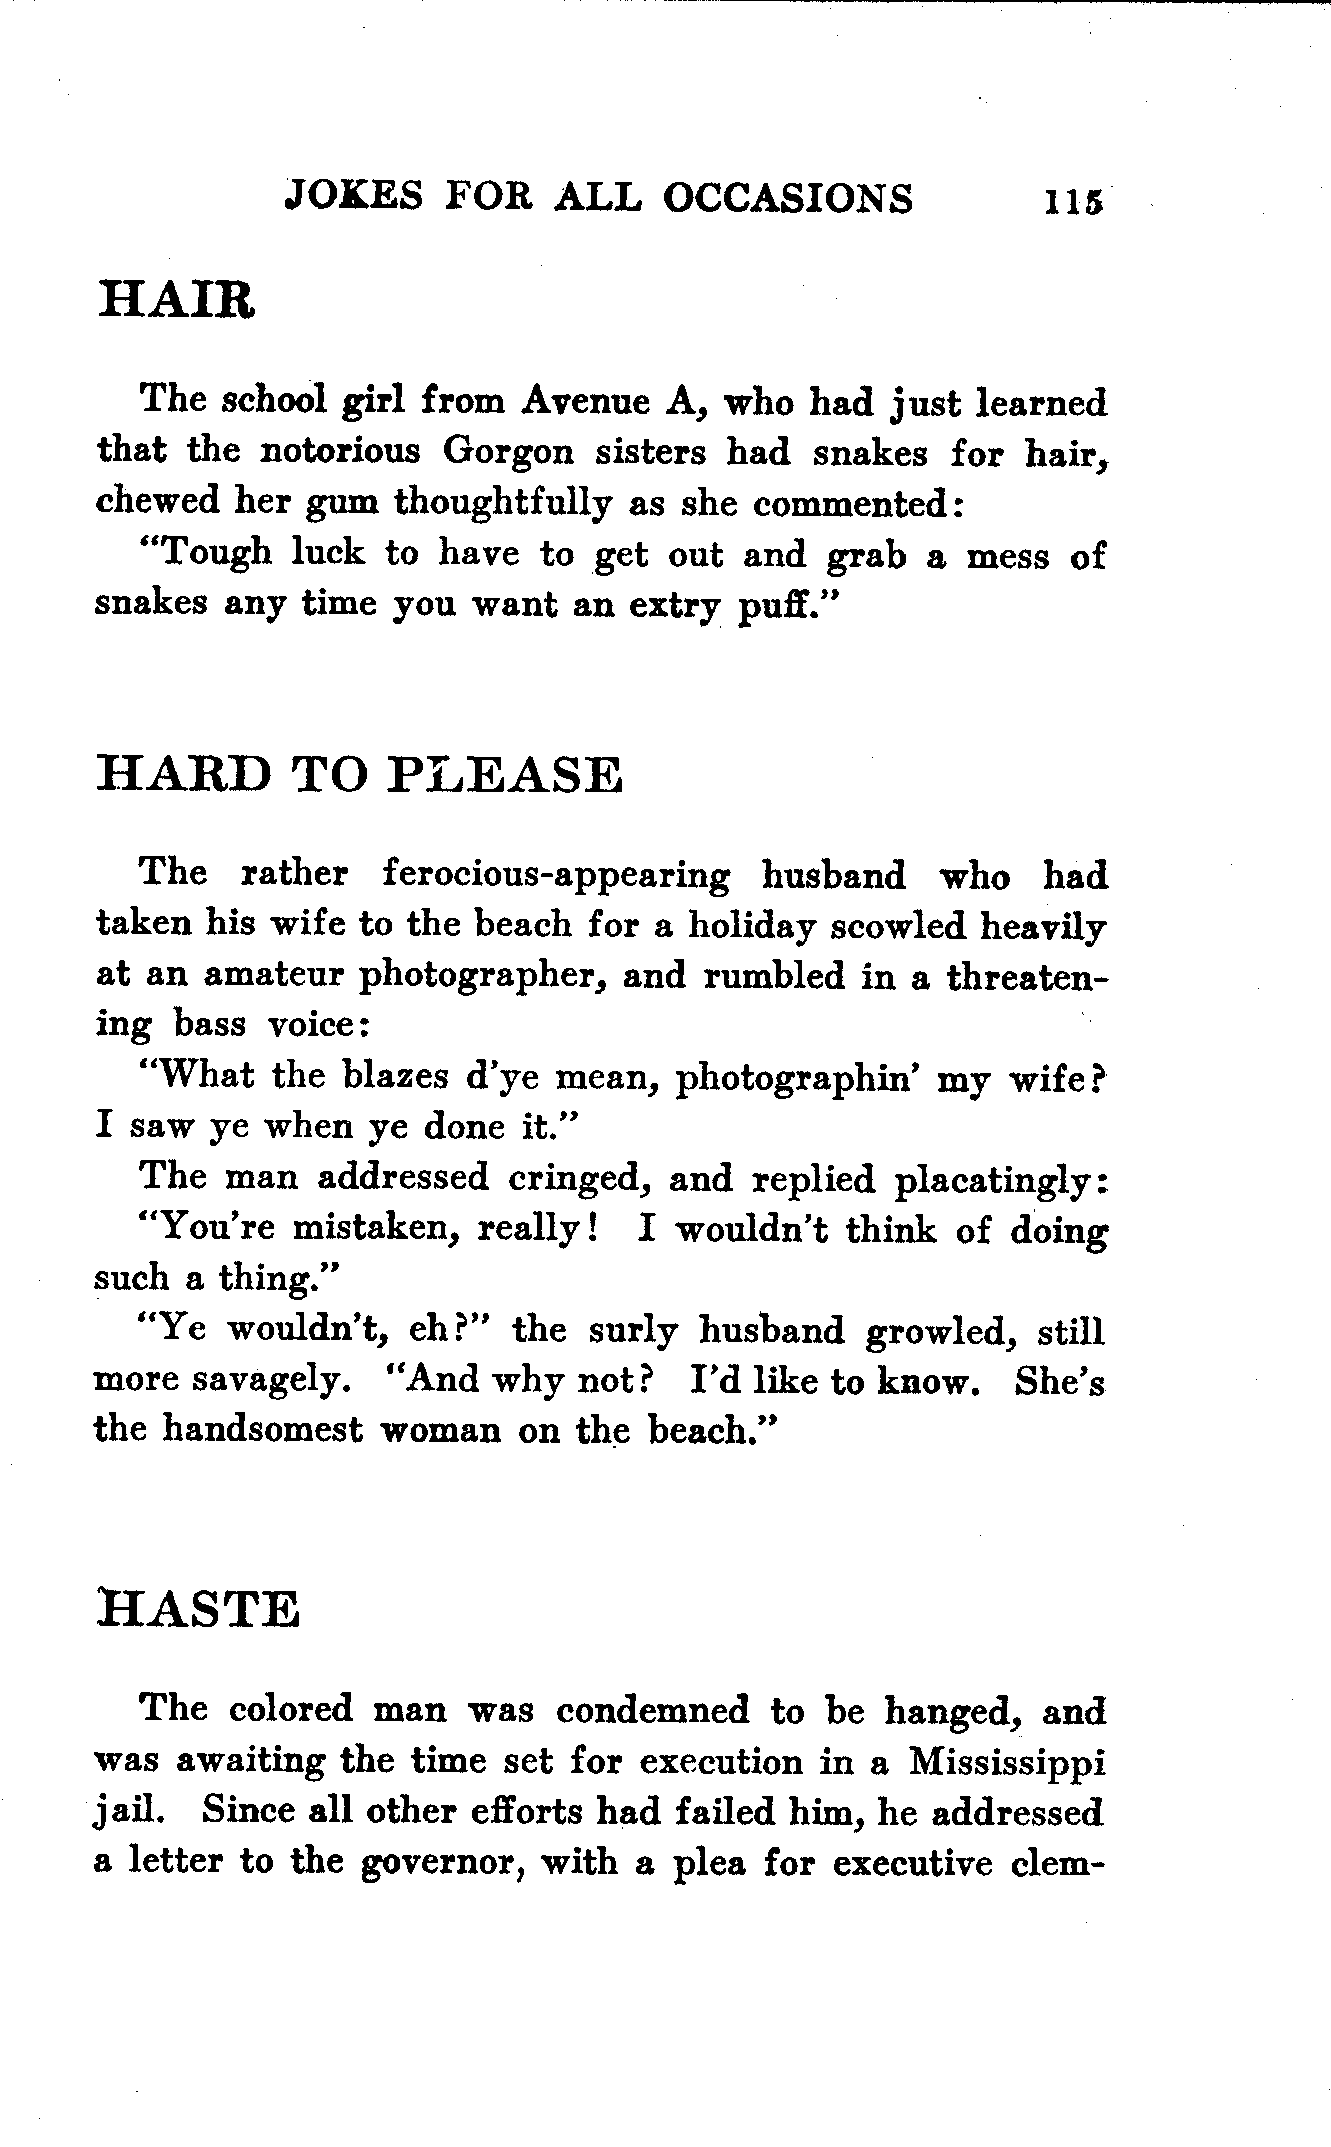 JOKES FOR ALL OCCASIONS 115
HAIR
The school girl from Avenue A, who had just learned
that the notorious Gorgon sisters had snakes for hair,
chewed her gum thoughtfully as she commented:
"Tough luck to have to get out and grab a mess of
snakes any time you want an extry puff."
HARD TO PLEASE
The rather ferocious-appearing husband who had
taken his wife to the beach for a holiday scowled heavily
at an amateur photographer, and rumbled in a threaten-
ing bass voice:
"What the blazes d'ye mean, photographin' my wife?
I saw ye when ye done it."
The man addressed cringed, and replied placatingly:
"You're mistaken, really! I wouldn't think of doing
such a thing."
"Ye wouldn't, eh?" the surly husband growled, still
more savagely. "And why not? I'd like to know. She's
the handsomest woman on the beach."
HASTE
The colored man was condemned to be hanged, and
was awaiting the time set for execution in a Mississippi
jail. Since all other efforts had failed him, he addressed
a letter to the governor, with a plea for executive clem-